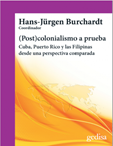 Hans-Jürgen Burchardt
Coordinador
(Post)colonialismo a prueba
Cuba, Puerto Rico y las Filipinas
desde una perspectiva comparada
gedisa